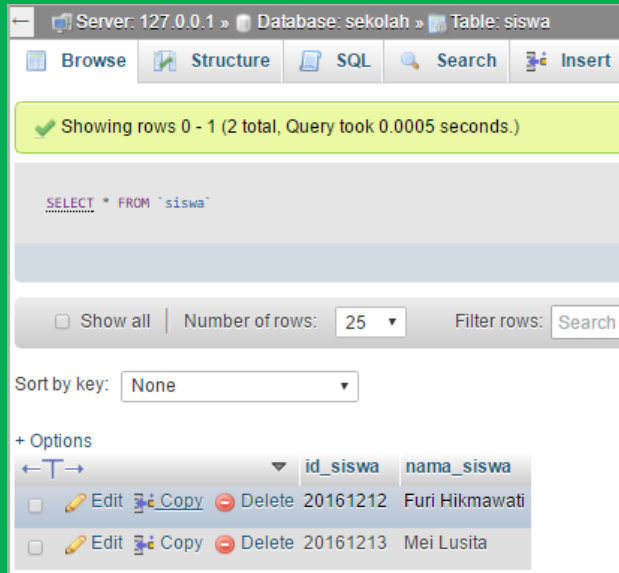 Server: 127.0.0.1 » Database: sekolah » Table: siswa
Browse Structure SQL Search Insert
Showing rows 0 - 1 (2 total, Query took 0.0005 seconds.)
SELECT * FROM `siswa`
Show all Number of rows: 25 Filter rows: Search
Sort by key: None
+ Options
←T→ id_siswa nama_siswa
Edit Copy Delete 20161212 Furi Hikmawati
Edit Copy Delete 20161213 Mei Lusita